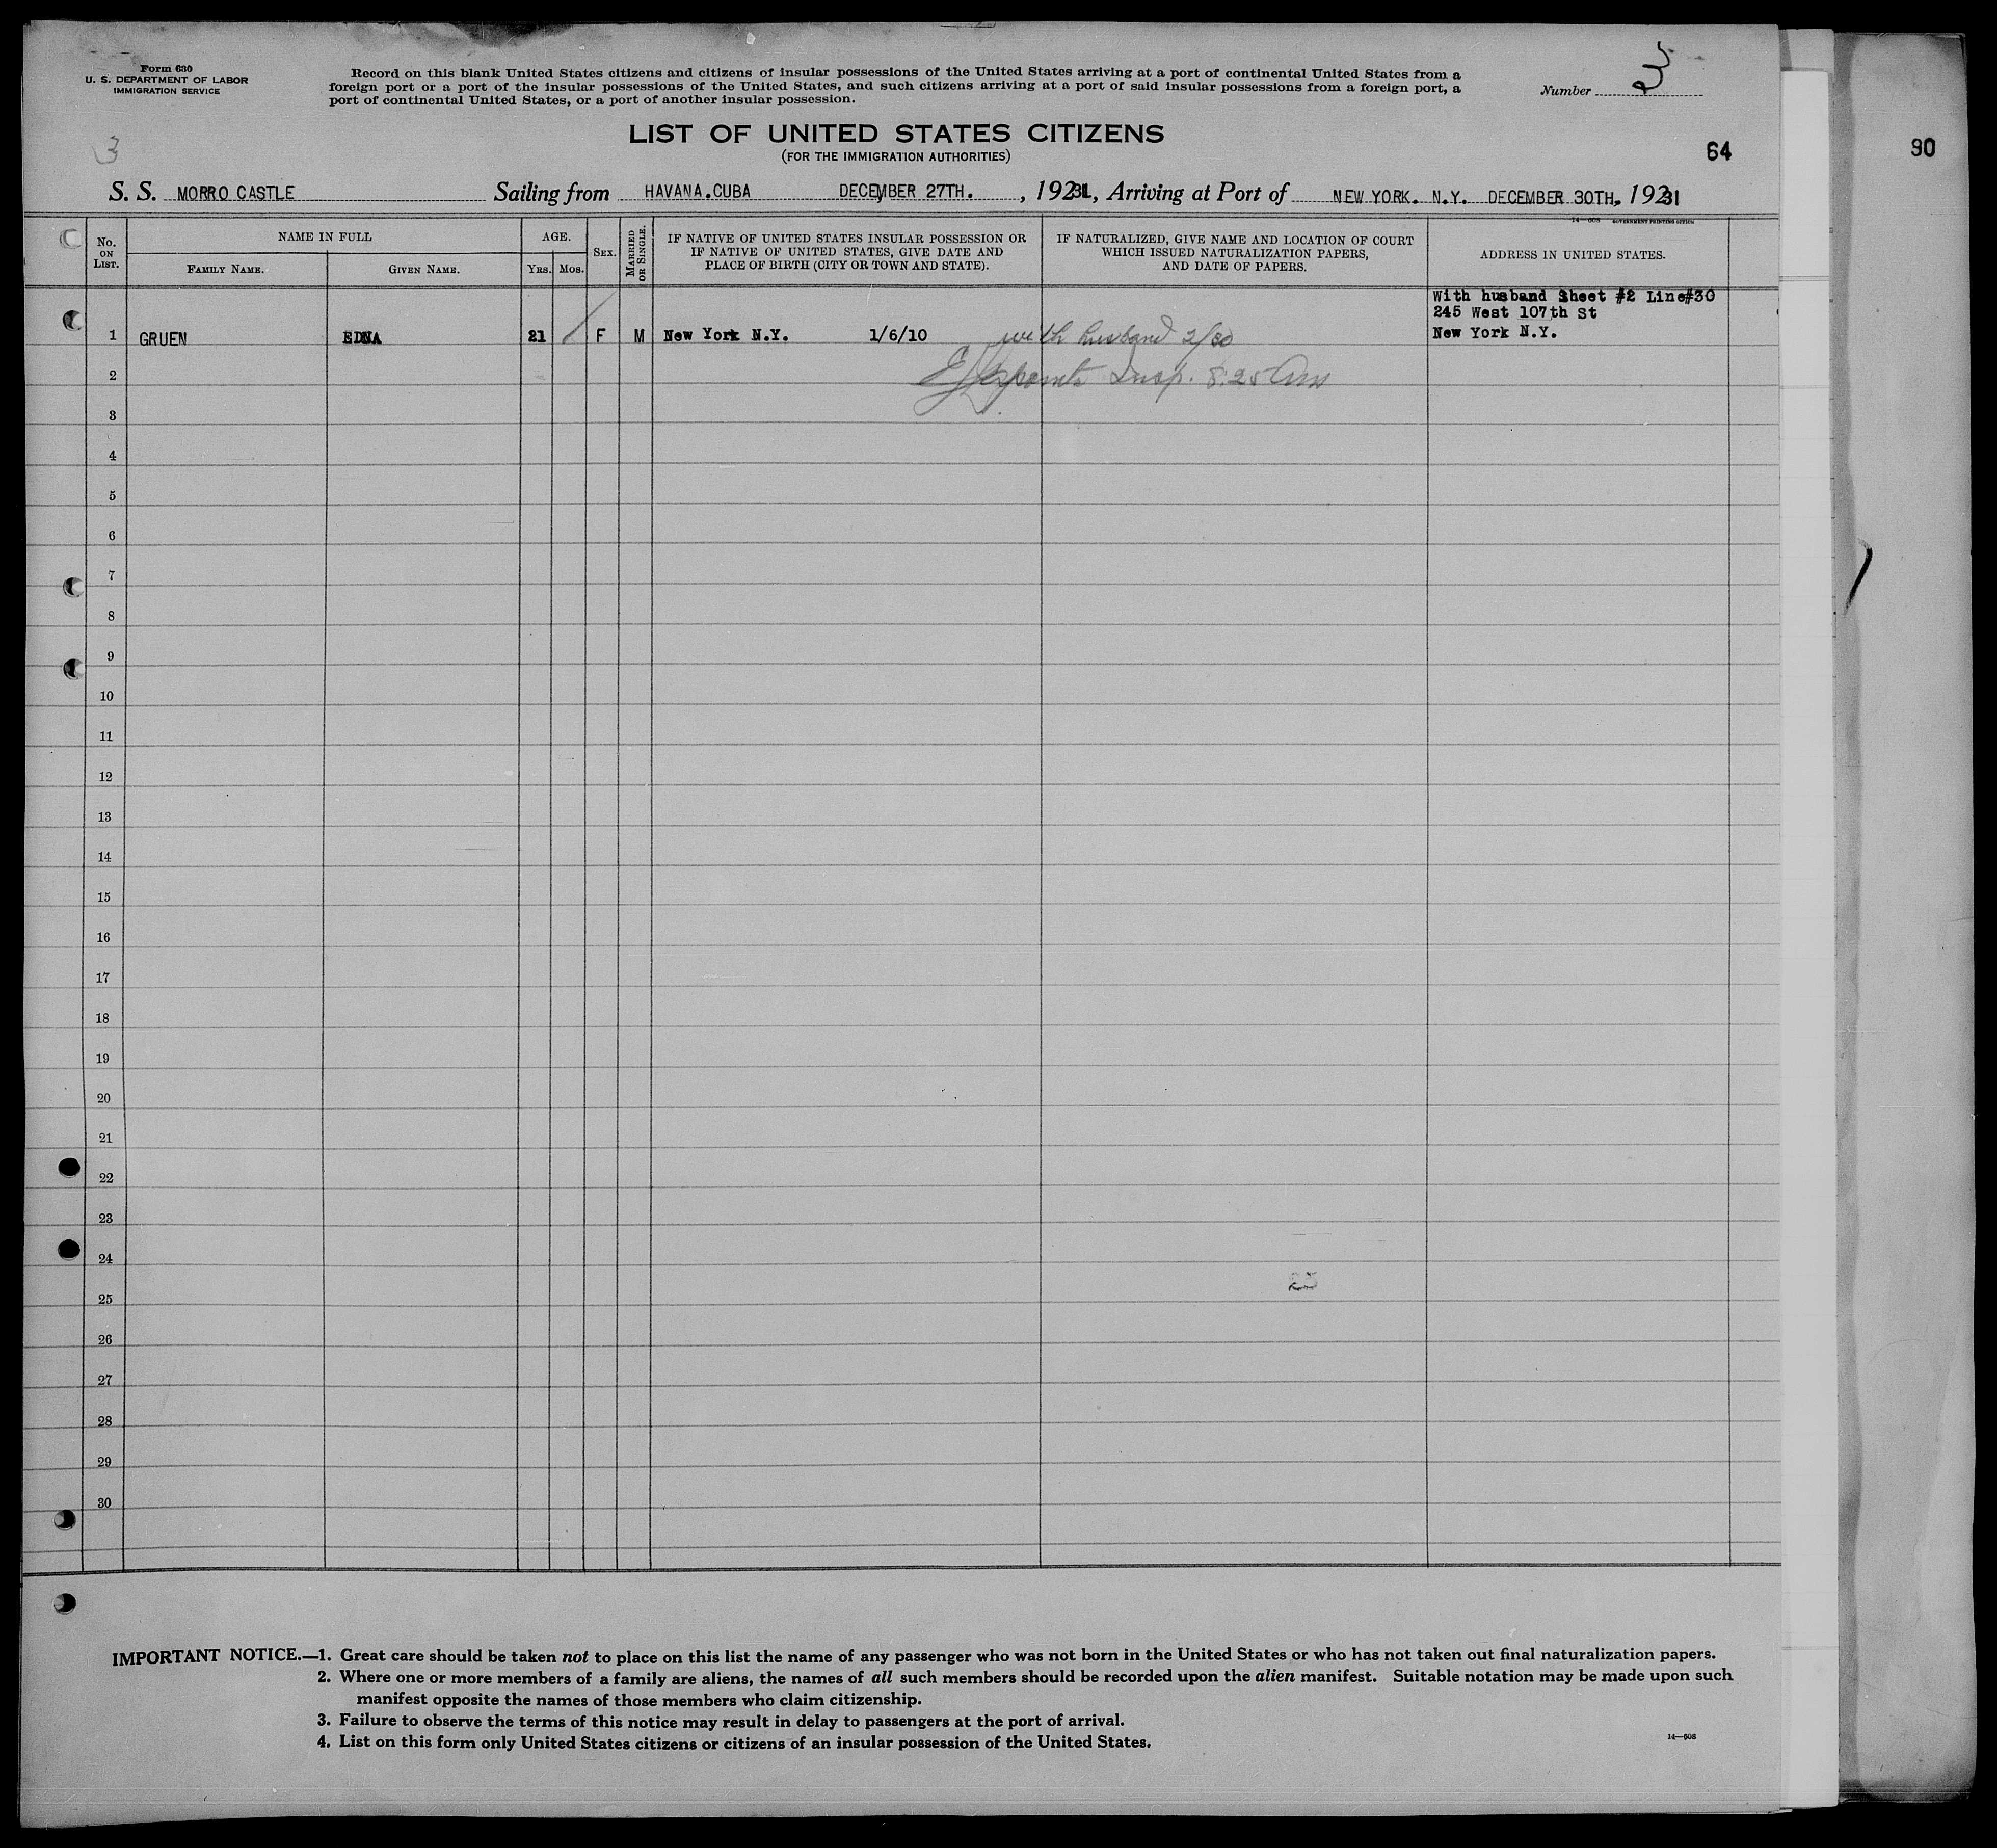 Form 630
U. S. DEPARTMENT OF LABOR
IMMIGRATION SERVICE
Record on this blank United States citizens and citizens of insular possessions of the United States arriving at a port of continental United States from a
foreign port or a port of the insular possessions of the United States, and such citizens arriving at a port of said insular possessions from a foreign port, a
port of continental United States, or a port of another insular possession.
Number
3
LIST OF UNITED STATES CITIZENS
(FOR THE IMMIGRATION AUTHORITIES)
64
90
S. S. MORRO CASTLE Sailing from HAVANA.CUBA DECEMBER 27TH. , 19231, Arriving at Port of NEW YORK. N.Y. DECEMBER 30TH, 19231
14—608 GOVERNMENT PRINTING OFFICE
No. ON LIST.
NAME IN FULL
FAMILY NAME.
GIVEN NAME.
AGE.
YRS.
MOS.
SEX.
MARRIED OR SINGLE.
IF NATIVE OF UNITED STATES INSULAR POSSESSION OR
IF NATIVE OF UNITED STATES, GIVE DATE AND
PLACE OF BIRTH (CITY OR TOWN AND STATE).
IF NATURALIZED, GIVE NAME AND LOCATION OF COURT
WHICH ISSUED NATURALIZATION PAPERS,
AND DATE OF PAPERS.
ADDRESS IN UNITED STATES.
With husband Sheet #2 Line#30
245 West 107th St
1 GRUEN EDNA 21 F M New York N.Y. 1/6/10 with husband 2/30 New York N.Y.
2 Insp. 8:25 Am
3
4
5
6
7
8
9
10
11
12
13
14
15
16
17
18
19
20
21
22
23
24
25
26
27
28
29
30
IMPORTANT NOTICE.—1. Great care should be taken not to place on this list the name of any passenger who was not born in the United States or who has not taken out final naturalization papers.
2. Where one or more members of a family are aliens, the names of all such members should be recorded upon the alien manifest. Suitable notation may be made upon such
manifest opposite the names of those members who claim citizenship.
3. Failure to observe the terms of this notice may result in delay to passengers at the port of arrival.
4. List on this form only United States citizens or citizens of an insular possession of the United States.
14—608